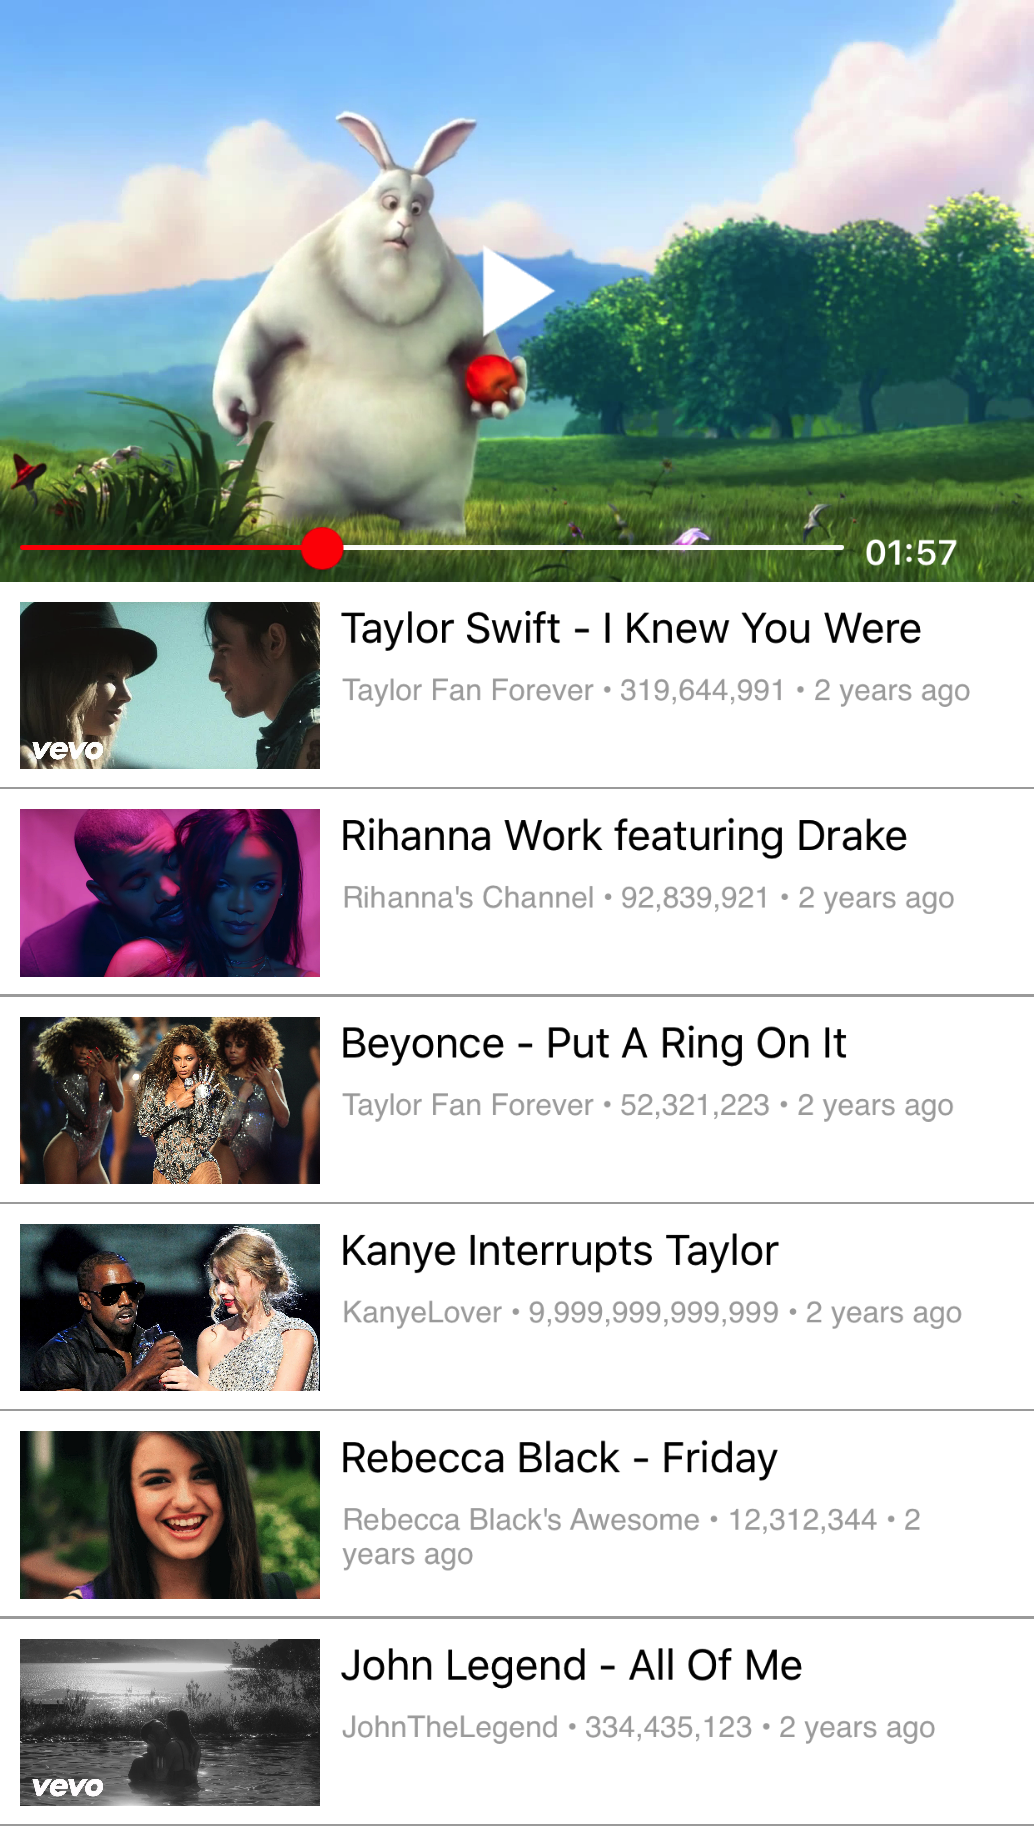 01:57
Taylor Swift - I Knew You Were
Taylor Fan Forever • 319,644,991 • 2 years ago
vevo
Rihanna Work featuring Drake
Rihanna's Channel • 92,839,921 • 2 years ago
Beyonce - Put A Ring On It
Taylor Fan Forever • 52,321,223 • 2 years ago
Kanye Interrupts Taylor
KanyeLover • 9,999,999,999,999 • 2 years ago
Rebecca Black - Friday
Rebecca Black's Awesome • 12,312,344 • 2
years ago
John Legend - All Of Me
JohnTheLegend • 334,435,123 • 2 years ago
vevo